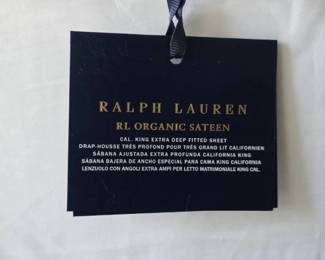 RALPH LAUREN
RL ORGANIC SATEEN
CAL. KING EXTRA DEEP FITTED SHEET
DRAP-HOUSSE TRÈS PROFOND POUR TRÈS GRAND LIT CALIFORNIEN
SÁBANA AJUSTADA EXTRA PROFUNDA CALIFORNIA KING
SÁBANA BAJERA DE ANCHO ESPECIAL PARA CAMA KING CALIFORNIA
LENZUOLO CON ANGOLI EXTRA AMPI PER LETTO MATRIMONIALE KING CAL.